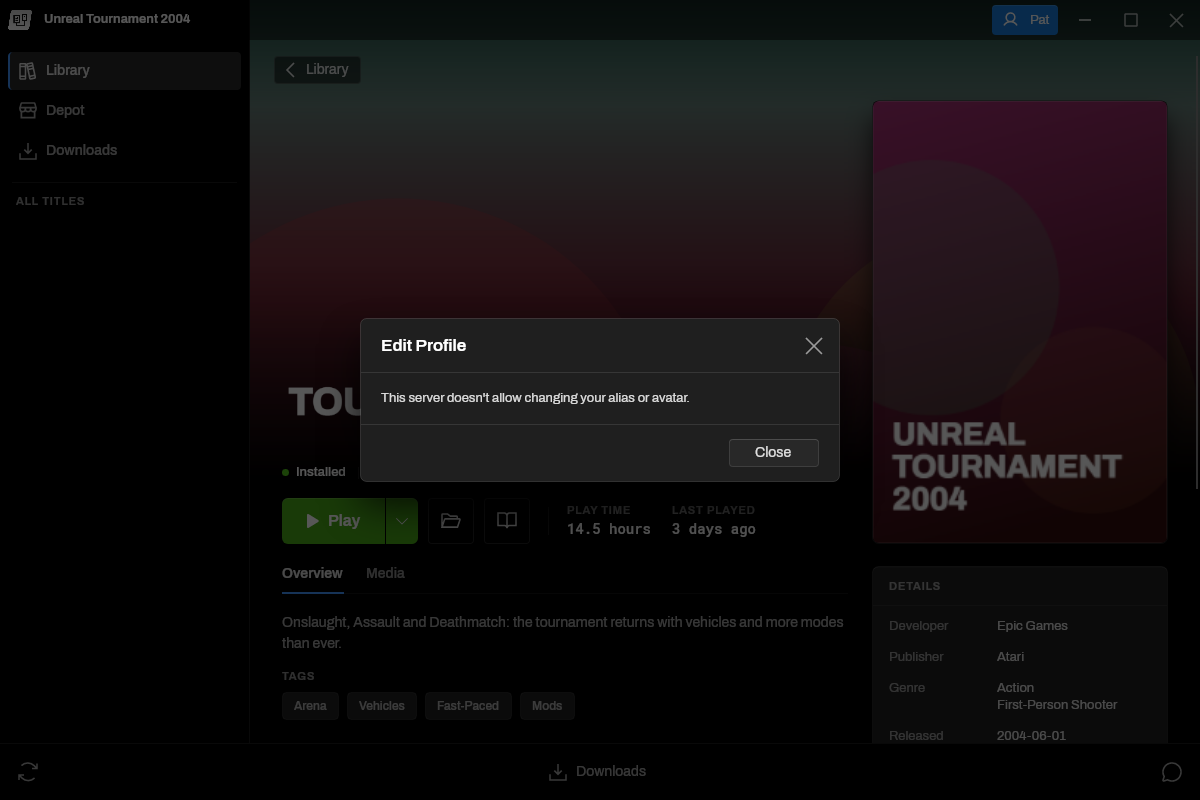 Unreal Tournament 2004
Pat
Library
Depot
Downloads
ALL TITLES
Library
UNREAL
TOURNAMENT
2004
Edit Profile
This server doesn't allow changing your alias or avatar.
Close
Installed
Play
PLAY TIME
14.5 hours
LAST PLAYED
3 days ago
Overview
Media
Onslaught, Assault and Deathmatch: the tournament returns with vehicles and more modes
than ever.
TAGS
Arena
Vehicles
Fast-Paced
Mods
DETAILS
Developer
Epic Games
Publisher
Atari
Genre
Action
First-Person Shooter
Released
2004-06-01
Downloads